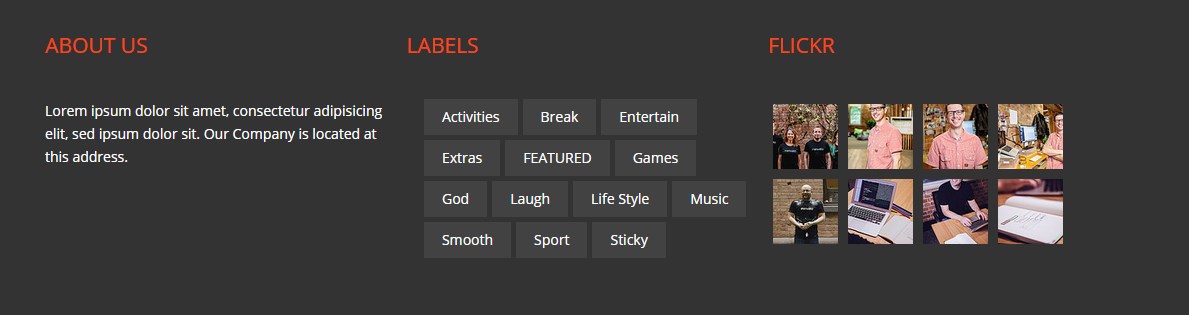 ABOUT US
Lorem ipsum dolor sit amet, consectetur adipisicing
elit, sed ipsum dolor sit. Our Company is located at
this address.
LABELS
Activities Break Entertain
Extras FEATURED Games
God Laugh Life Style Music
Smooth Sport Sticky
FLICKR